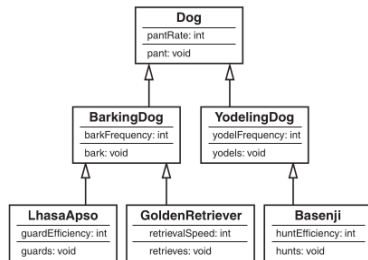 Dog
pantRate: int
pant: void
BarkingDog
barkFrequency: int
bark: void
YodelingDog
yodelFrequency: int
yodels: void
LhasaApso
guardEfficiency: int
guards: void
GoldenRetriever
retrievalSpeed: int
retrieves: void
Basenji
huntEfficiency: int
hunts: void